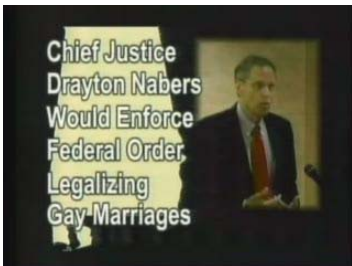 Chief Justice
Drayton Nabers
Would Enforce
Federal Order
Legalizing
Gay Marriages